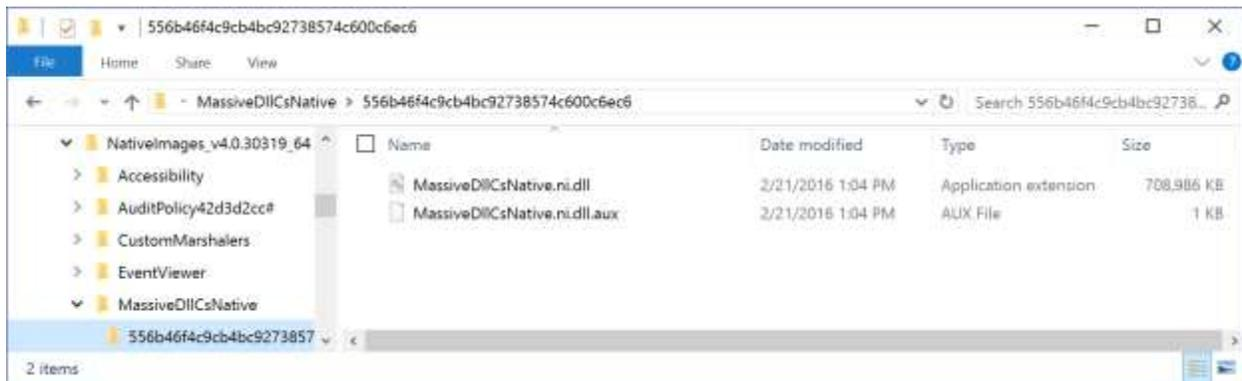 556b46f4c9cb4bc92738574c600c6ec6
File Home Share View
MassiveDllCsNative > 556b46f4c9cb4bc92738574c600c6ec6 Search 556b46f4c9cb4bc92738...
NativeImages_v4.0.30319_64 Name Date modified Type Size
Accessibility MassiveDllCsNative.ni.dll 2/21/2016 1:04 PM Application extension 708,986 KB
AuditPolicy42d3d2cc# MassiveDllCsNative.ni.dll.aux 2/21/2016 1:04 PM AUX File 1 KB
CustomMarshalers
EventViewer
MassiveDllCsNative
556b46f4c9cb4bc9273857
2 items